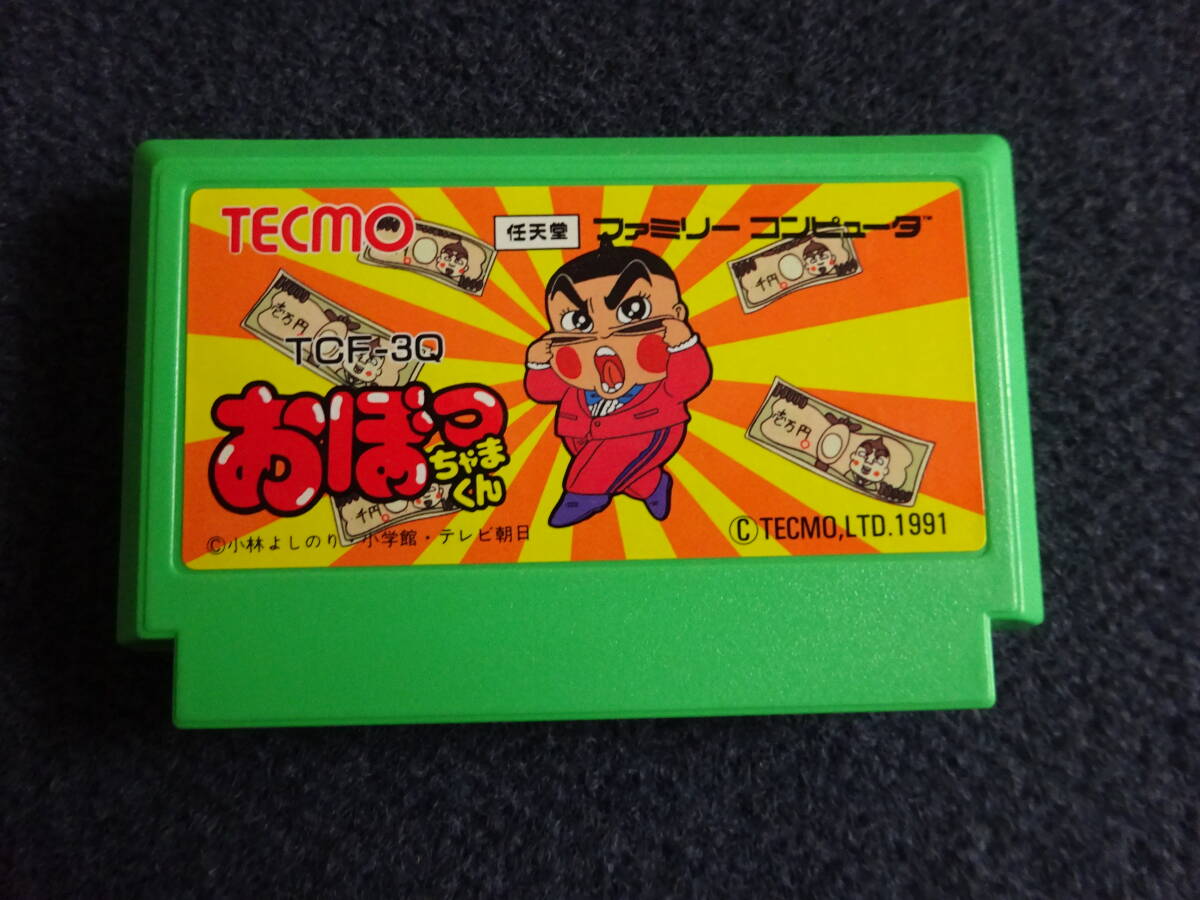 TECMO
任天堂 ファミリー コンピュータ™
千円
壱万円
TCF-3Q
おぼっちゃまくん
壱万円
千円
©小林よしのり・小学館・テレビ朝日
©TECMO,LTD.1991